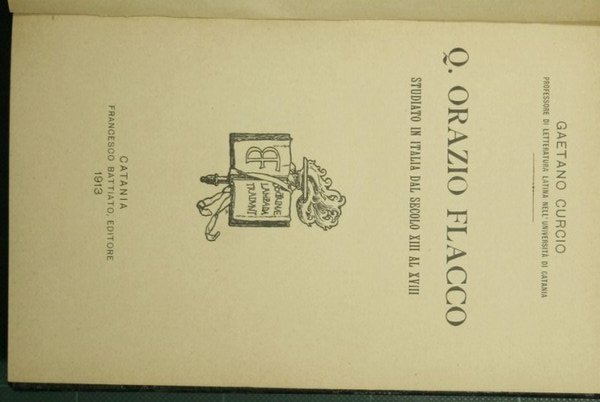 GAETANO CURCIO
PROFESSORE DI LETTERATURA LATINA NELL'UNIVERSITÀ DI CATANIA
Q. ORAZIO FLACCO
STUDIATO IN ITALIA DAL SECOLO XIII AL XVIII
B
LAMPADA
CATANIA
FRANCESCO BATTIATO, EDITORE
1913